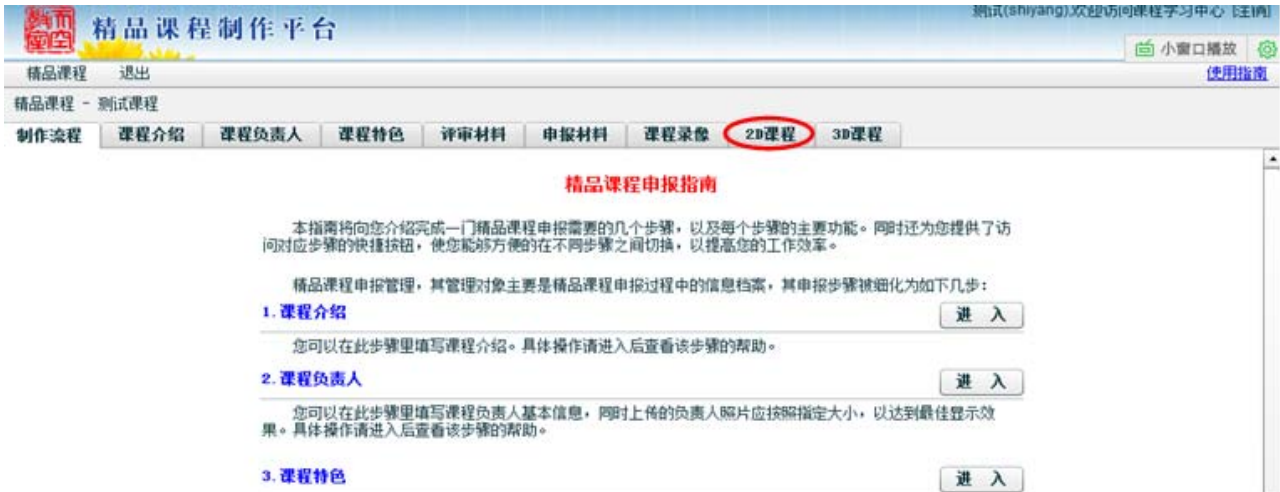 测试(shiyang),欢迎访问课程学习中心 [注销]
精品课程制作平台
小窗口播放
精品课程 退出 使用指南
精品课程 - 测试课程
制作流程 课程介绍 课程负责人 课程特色 评审材料 申报材料 课程录像 2D课程 3D课程
精品课程申报指南
本指南将向您介绍完成一门精品课程申报需要的几个步骤，以及每个步骤的主要功能。同时还为您提供了访
问对应步骤的快捷按钮，使您能够方便的在不同步骤之间切换，以提高您的工作效率。
精品课程申报管理，其管理对象主要是精品课程申报过程中的信息档案，其申报步骤被细化为如下几步：
1.课程介绍 进 入
您可以在此步骤里填写课程介绍。具体操作请进入后查看该步骤的帮助。
2.课程负责人 进 入
您可以在此步骤里填写课程负责人基本信息，同时上传的负责人照片应按照指定大小，以达到最佳显示效
果。具体操作请进入后查看该步骤的帮助。
3.课程特色 进 入